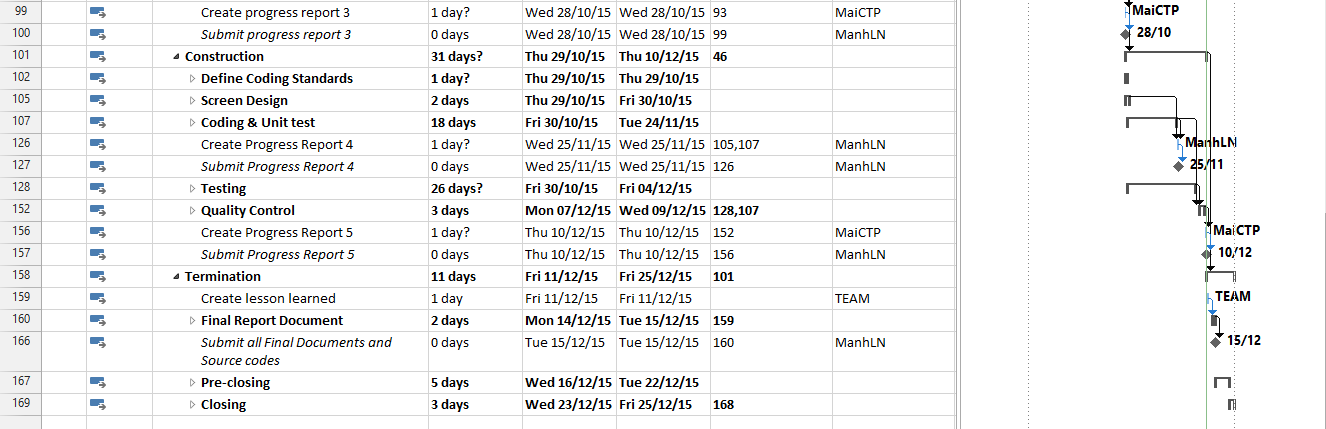 99 Create progress report 3 1 day? Wed 28/10/15 Wed 28/10/15 93 MaiCTP MaiCTP
100 Submit progress report 3 0 days Wed 28/10/15 Wed 28/10/15 99 ManhLN 28/10
101 Construction 31 days? Thu 29/10/15 Thu 10/12/15 46
102 Define Coding Standards 1 day? Thu 29/10/15 Thu 29/10/15
105 Screen Design 2 days Thu 29/10/15 Fri 30/10/15
107 Coding & Unit test 18 days Fri 30/10/15 Tue 24/11/15
126 Create Progress Report 4 1 day? Wed 25/11/15 Wed 25/11/15 105,107 ManhLN ManhLN
127 Submit Progress Report 4 0 days Wed 25/11/15 Wed 25/11/15 126 ManhLN 25/11
128 Testing 26 days? Fri 30/10/15 Fri 04/12/15
152 Quality Control 3 days Mon 07/12/15 Wed 09/12/15 128,107
156 Create Progress Report 5 1 day? Thu 10/12/15 Thu 10/12/15 152 MaiCTP MaiCTP
157 Submit Progress Report 5 0 days Thu 10/12/15 Thu 10/12/15 156 ManhLN 10/12
158 Termination 11 days Fri 11/12/15 Fri 25/12/15 101
159 Create lesson learned 1 day Fri 11/12/15 Fri 11/12/15 TEAM TEAM
160 Final Report Document 2 days Mon 14/12/15 Tue 15/12/15 159
166 Submit all Final Documents and 0 days Tue 15/12/15 Tue 15/12/15 160 ManhLN 15/12
Source codes
167 Pre-closing 5 days Wed 16/12/15 Tue 22/12/15
169 Closing 3 days Wed 23/12/15 Fri 25/12/15 168